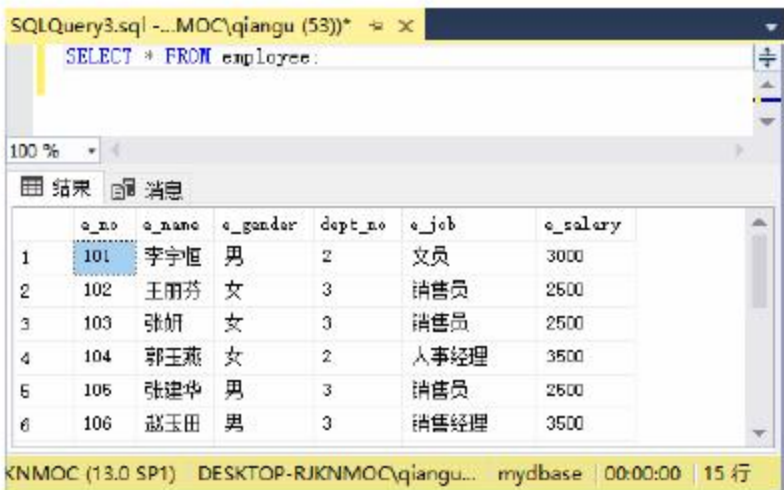 SQLQuery3.sql -...MOC\qiangu (53))*
SELECT * FROM employee;
100 %
结果 消息
e_no e_name e_gender dept_no e_job e_salary
1 101 李宇恒 男 2 文员 3000
2 102 王丽芬 女 3 销售员 2500
3 103 张妍 女 3 销售员 2500
4 104 郭玉燕 女 2 人事经理 3500
5 105 张建华 男 3 销售员 2500
6 106 赵玉田 男 3 销售经理 3500
KNMOC (13.0 SP1) DESKTOP-RJKNMOC\qiangu... mydbase 00:00:00 15 行